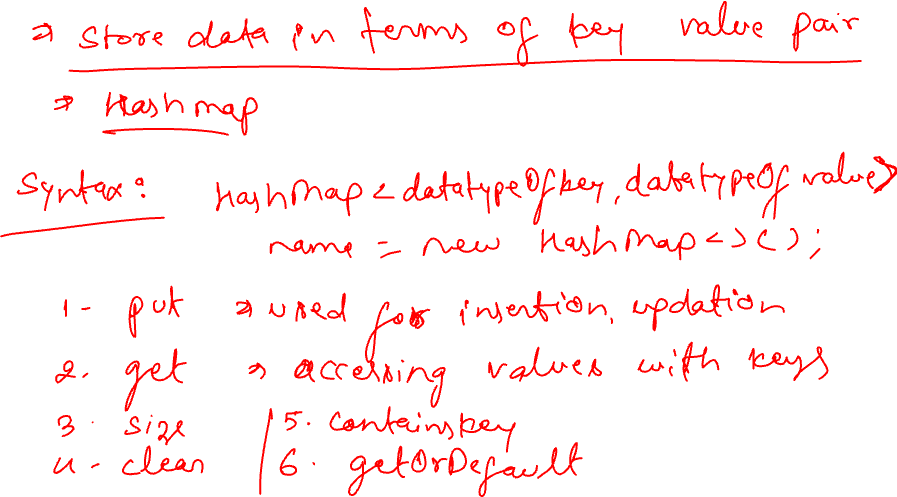 ⇒ Store data in terms of key value pair
⇒ Hashmap
Syntax: HashMap<datatypeOfkey, datatypeOf value>
name = new HashMap<>();
1- put ⇒ used for insertion, updation
2. get ⇒ accessing values with keys
3. size
4- clear
5. containskey
6. getOrDefault